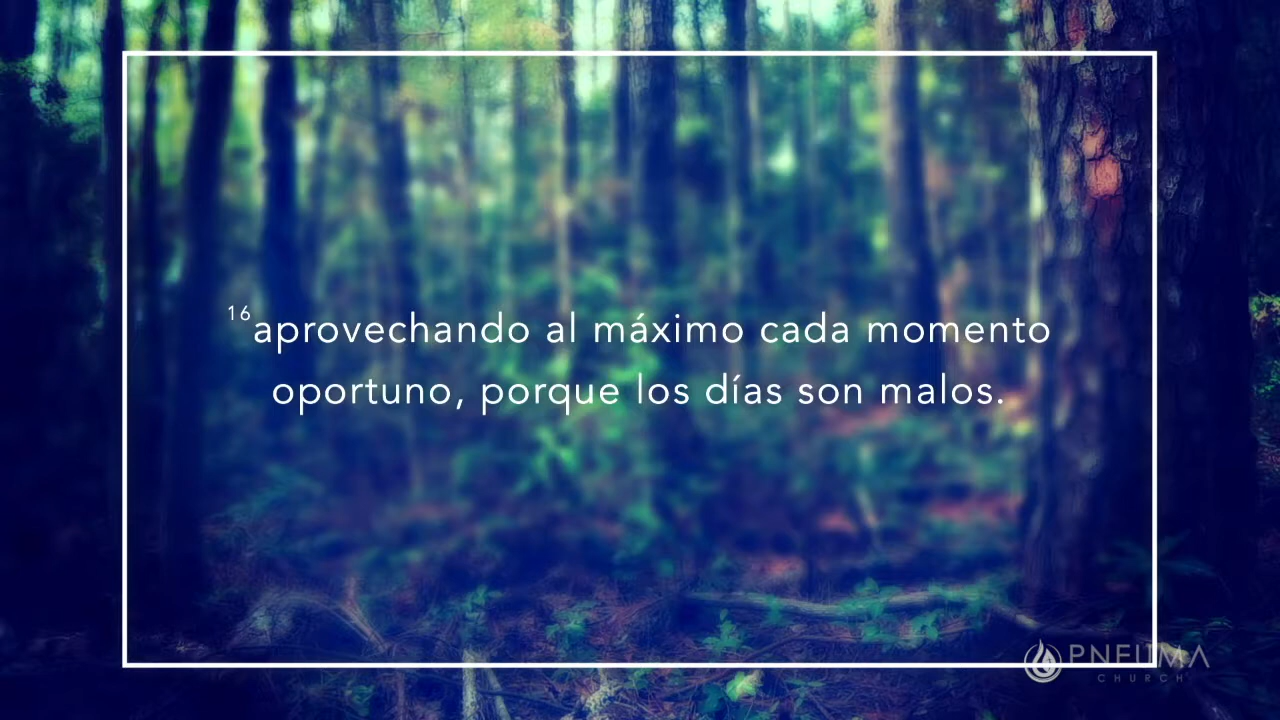 16aprovechando al máximo cada momento
oportuno, porque los días son malos.
PNEUMA
CHURCH